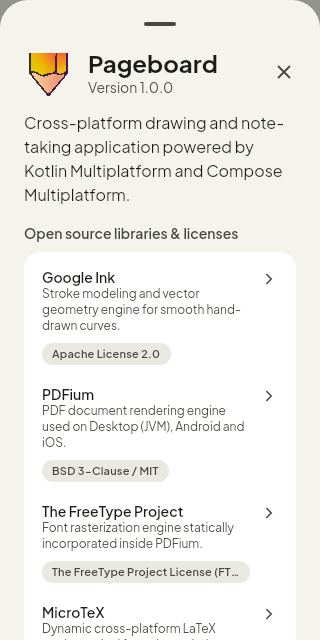 Pageboard
Version 1.0.0
Cross-platform drawing and note-
taking application powered by
Kotlin Multiplatform and Compose
Multiplatform.
Open source libraries & licenses
Google Ink
Stroke modeling and vector
geometry engine for smooth hand-
drawn curves.
Apache License 2.0
PDFium
PDF document rendering engine
used on Desktop (JVM), Android and
iOS.
BSD 3-Clause / MIT
The FreeType Project
Font rasterization engine statically
incorporated inside PDFium.
The FreeType Project License (FT...
MicroTeX
Dynamic cross-platform LaTeX